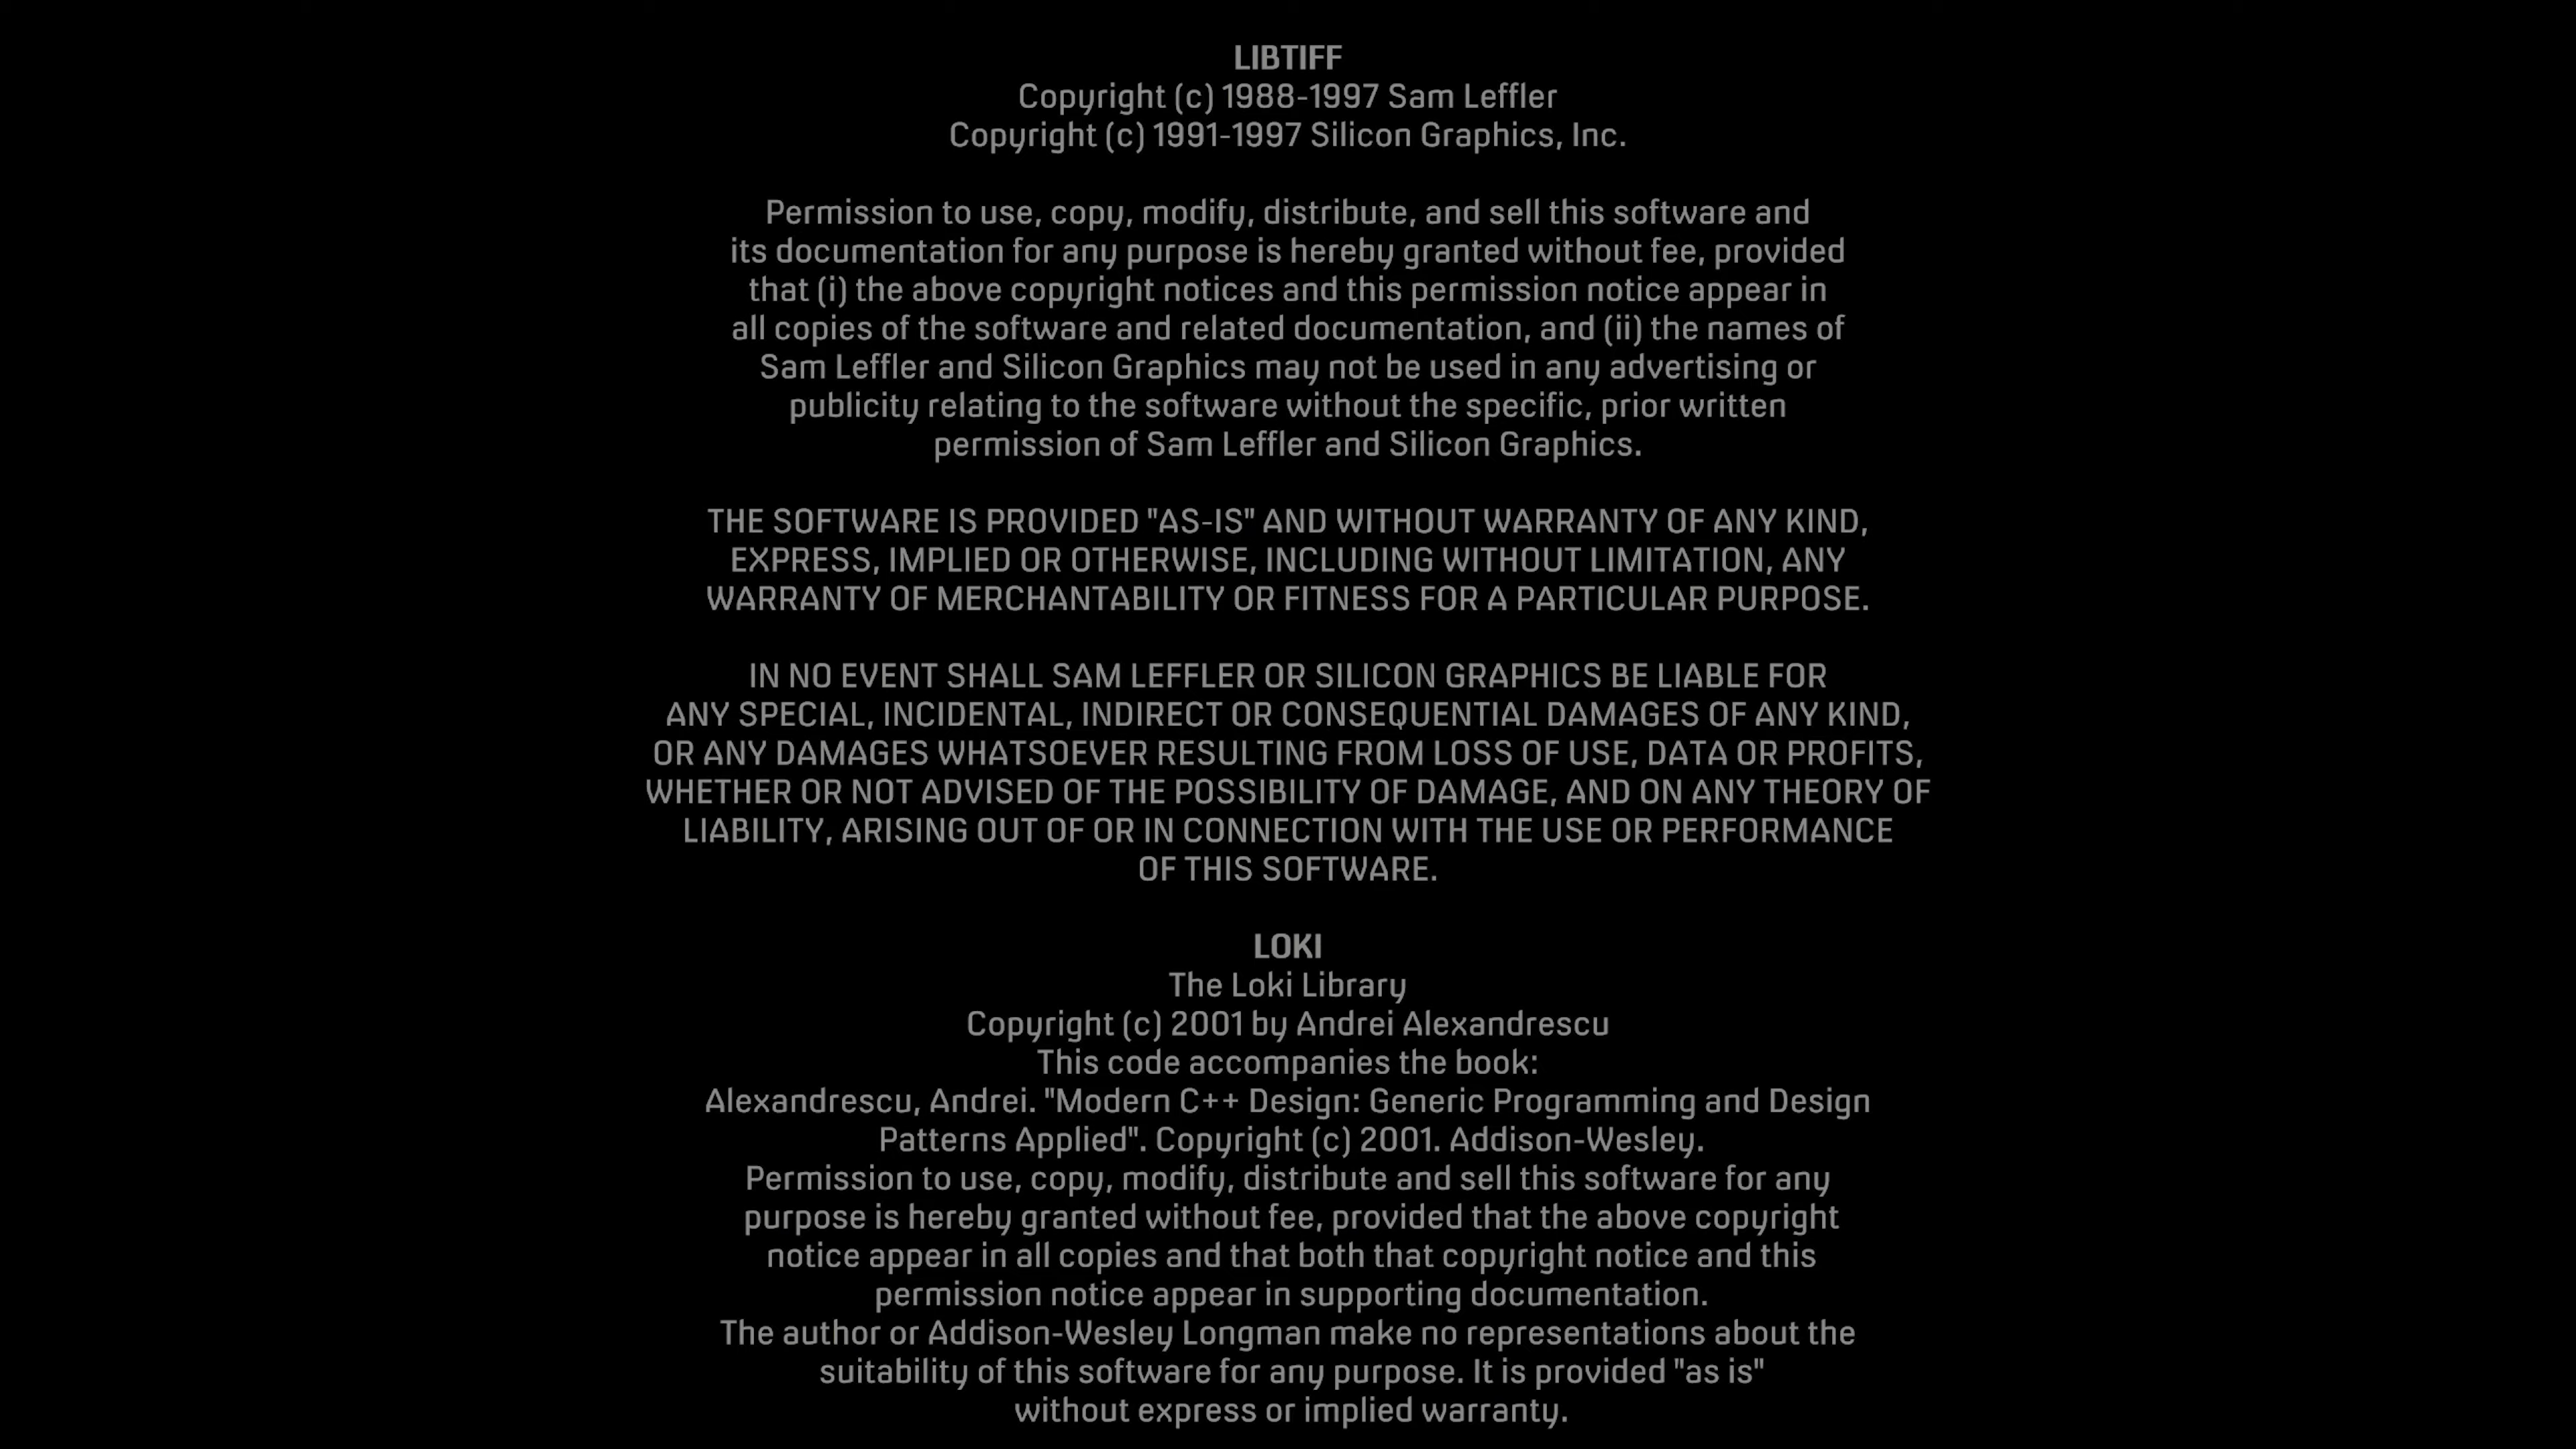 LIBTIFF
Copyright (c) 1988-1997 Sam Leffler
Copyright (c) 1991-1997 Silicon Graphics, Inc.
Permission to use, copy, modify, distribute, and sell this software and
its documentation for any purpose is hereby granted without fee, provided
that (i) the above copyright notices and this permission notice appear in
all copies of the software and related documentation, and (ii) the names of
Sam Leffler and Silicon Graphics may not be used in any advertising or
publicity relating to the software without the specific, prior written
permission of Sam Leffler and Silicon Graphics.
THE SOFTWARE IS PROVIDED "AS-IS" AND WITHOUT WARRANTY OF ANY KIND,
EXPRESS, IMPLIED OR OTHERWISE, INCLUDING WITHOUT LIMITATION, ANY
WARRANTY OF MERCHANTABILITY OR FITNESS FOR A PARTICULAR PURPOSE.
IN NO EVENT SHALL SAM LEFFLER OR SILICON GRAPHICS BE LIABLE FOR
ANY SPECIAL, INCIDENTAL, INDIRECT OR CONSEQUENTIAL DAMAGES OF ANY KIND,
OR ANY DAMAGES WHATSOEVER RESULTING FROM LOSS OF USE, DATA OR PROFITS,
WHETHER OR NOT ADVISED OF THE POSSIBILITY OF DAMAGE, AND ON ANY THEORY OF
LIABILITY, ARISING OUT OF OR IN CONNECTION WITH THE USE OR PERFORMANCE
OF THIS SOFTWARE.
LOKI
The Loki Library
Copyright (c) 2001 by Andrei Alexandrescu
This code accompanies the book:
Alexandrescu, Andrei. "Modern C++ Design: Generic Programming and Design
Patterns Applied". Copyright (c) 2001. Addison-Wesley.
Permission to use, copy, modify, distribute and sell this software for any
purpose is hereby granted without fee, provided that the above copyright
notice appear in all copies and that both that copyright notice and this
permission notice appear in supporting documentation.
The author or Addison-Wesley Longman make no representations about the
suitability of this software for any purpose. It is provided "as is"
without express or implied warranty.